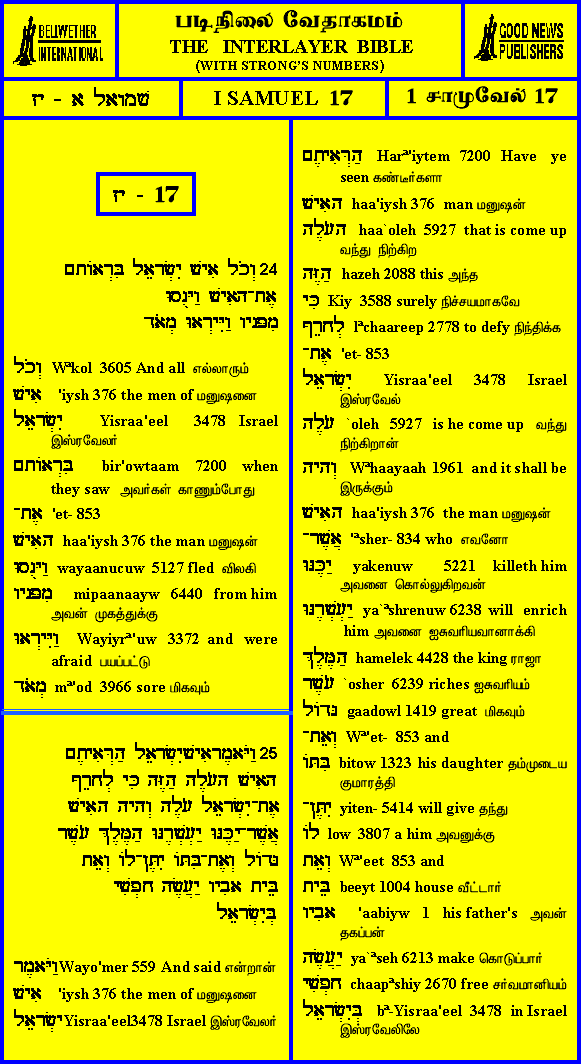 BELLWETHER
INTERNATIONAL
படிநிலை வேதாகமம்
THE INTERLAYER BIBLE
(WITH STRONG'S NUMBERS)
GOOD NEWS
PUBLISHERS
שמואל א - יז
I SAMUEL 17
1 சாமுவேல் 17
יז - 17
24 וְכֹל אִישׁ יִשְׂרָאֵל בִּרְאוֹתָם
אֶת־הָאִישׁ וַיָּנֻסוּ
מִפָּנָיו וַיִּירְאוּ מְאֹד
וְכֹל Wᵃkol 3605 And all எல்லாரும்
אִישׁ 'iysh 376 the men of மனுஷனை
יִשְׂרָאֵל Yisraa'eel 3478 Israel
இஸ்ரவேலர்
בִּרְאוֹתָם bir'owtaam 7200 when
they saw அவர்கள் காணும்போது
אֶת־ 'et- 853
הָאִישׁ haa'iysh 376 the man மனுஷன்
וַיָּנֻסוּ wayaanucuw 5127 fled விலகி
מִפָּנָיו mipaanaayw 6440 from him
அவன் முகத்துக்கு
וַיִּירְאוּ Wayiyrᵃ'uw 3372 and were
afraid பயப்பட்டு
מְאֹד mᵃ'od 3966 sore மிகவும்
25 וַיֹּאמֶר אִישׁ יִשְׂרָאֵל הַרְּאִיתֶם
הָאִישׁ הָעֹלֶה הַזֶּה כִּי לְחָרֵף
אֶת־יִשְׂרָאֵל עֹלֶה וְהָיָה הָאִישׁ
אֲשֶׁר־יַכֶּנּוּ יַעְשְׁרֶנּוּ הַמֶּלֶךְ עֹשֶׁר
גָּדוֹל וְאֶת־בִּתּוֹ יִתֶּן־לוֹ וְאֵת
בֵּית אָבִיו יַעֲשֶׂה חָפְשִׁי
בְּיִשְׂרָאֵל
וַיֹּאמֶר Wayo'mer 559 And said என்றான்
אִישׁ 'iysh 376 the men of மனுஷனை
יִשְׂרָאֵל Yisraa'eel3478 Israel இஸ்ரவேலர்
הַרְּאִיתֶם Harᵃ'iytem 7200 Have ye
seen கண்டீர்களா
הָאִישׁ haa'iysh 376 man மனுஷன்
הָעֹלֶה haa`oleh 5927 that is come up
வந்து நிற்கிற
הַזֶּה hazeh 2088 this அந்த
כִּי Kiy 3588 surely நிச்சயமாகவே
לְחָרֵף lᵃchaareep 2778 to defy நிந்திக்க
אֶת־ 'et- 853
יִשְׂרָאֵל Yisraa'eel 3478 Israel
இஸ்ரவேல்
עֹלֶה `oleh 5927 is he come up வந்து
நிற்கிறான்
וְהָיָה Wᵃhaayaah 1961 and it shall be
இருக்கும்
הָאִישׁ haa'iysh 376 the man மனுஷன்
אֲשֶׁר־ 'ᵃsher- 834 who எவனோ
יַכֶּנּוּ yakenuw 5221 killeth him
அவனை கொல்லுகிறவன்
יַעְשְׁרֶנּוּ ya`ᵃshrenuw 6238 will enrich
him அவனை ஐசுவரியவானாக்கி
הַמֶּלֶךְ hamelek 4428 the king ராஜா
עֹשֶׁר `osher 6239 riches ஐசுவரியம்
גָּדוֹל gaadowl 1419 great மிகவும்
וְאֶת־ Wᵃ'et- 853 and
בִּתּוֹ bitow 1323 his daughter தம்முடைய
குமாரத்தி
יִתֶּן־ yiten- 5414 will give தந்து
לוֹ low 3807 a him அவனுக்கு
וְאֵת Wᵃ'eet 853 and
בֵּית beeyt 1004 house வீட்டார்
אָבִיו 'aabiyw 1 his father's அவன்
தகப்பன்
יַעֲשֶׂה ya`ᵃseh 6213 make கொடுப்பார்
חָפְשִׁי chaapᵃshiy 2670 free சர்வமானியம்
בְּיִשְׂרָאֵל bᵃ-Yisraa'eel 3478 in Israel
இஸ்ரவேலிலே